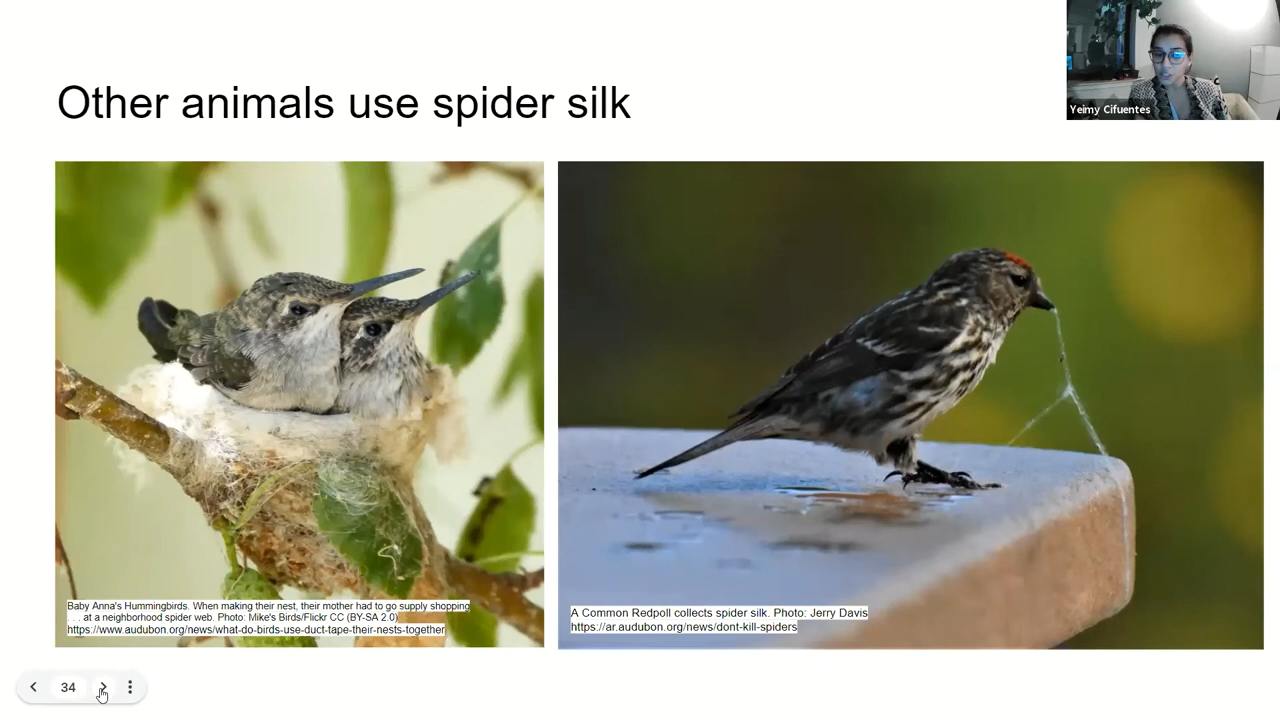 Other animals use spider silk
Yeimy Cifuentes
Baby Anna's Hummingbirds. When making their nest, their mother had to go supply shopping
. . . at a neighborhood spider web. Photo: Mike's Birds/Flickr CC (BY-SA 2.0)
https://www.audubon.org/news/what-do-birds-use-duct-tape-their-nests-together
A Common Redpoll collects spider silk. Photo: Jerry Davis
https://ar.audubon.org/news/dont-kill-spiders
34